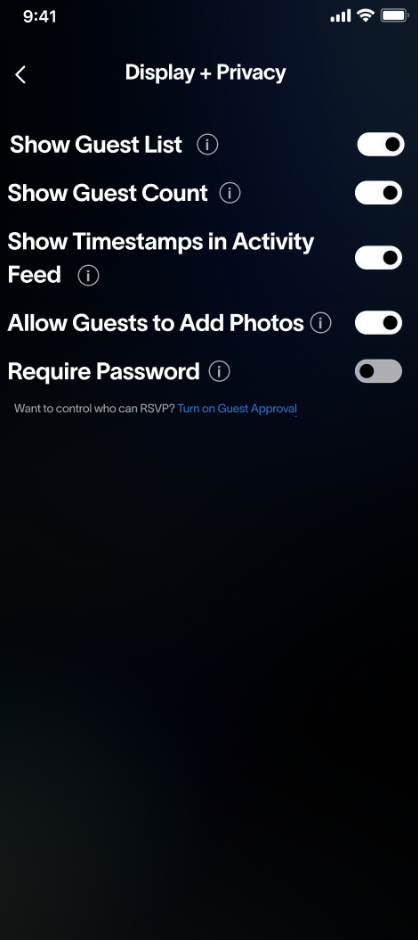 9:41
Display + Privacy
Show Guest List
Show Guest Count
Show Timestamps in Activity
Feed
Allow Guests to Add Photos
Require Password
Want to control who can RSVP? Turn on Guest Approval